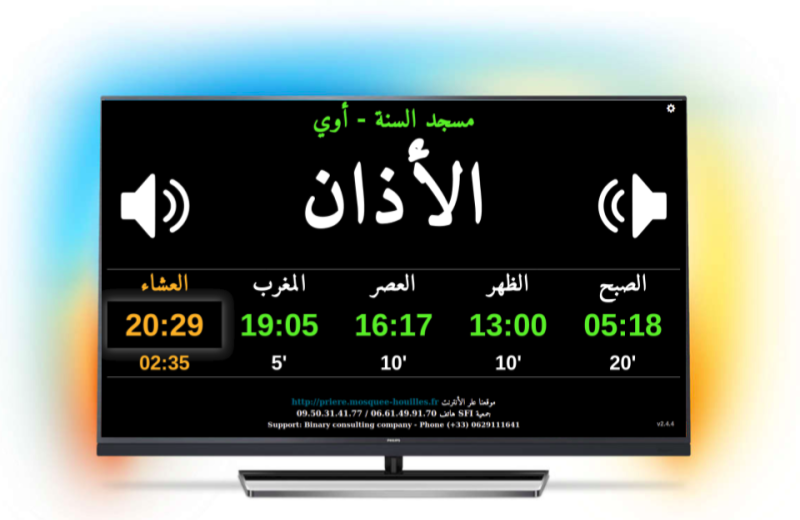 مسجد السنة - أوي
الأذان
الصبح الظهر العصر المغرب العشاء
05:18 13:00 16:17 19:05 20:29
20' 10' 10' 5' 02:35
موقعنا على الأنترنت http://priere.mosquee-houilles.fr
جمعية SFI هاتف 09.50.31.41.77 / 06.61.49.91.70
Support: Binary consulting company - Phone (+33) 0629111641
v2.4.4
PHILIPS